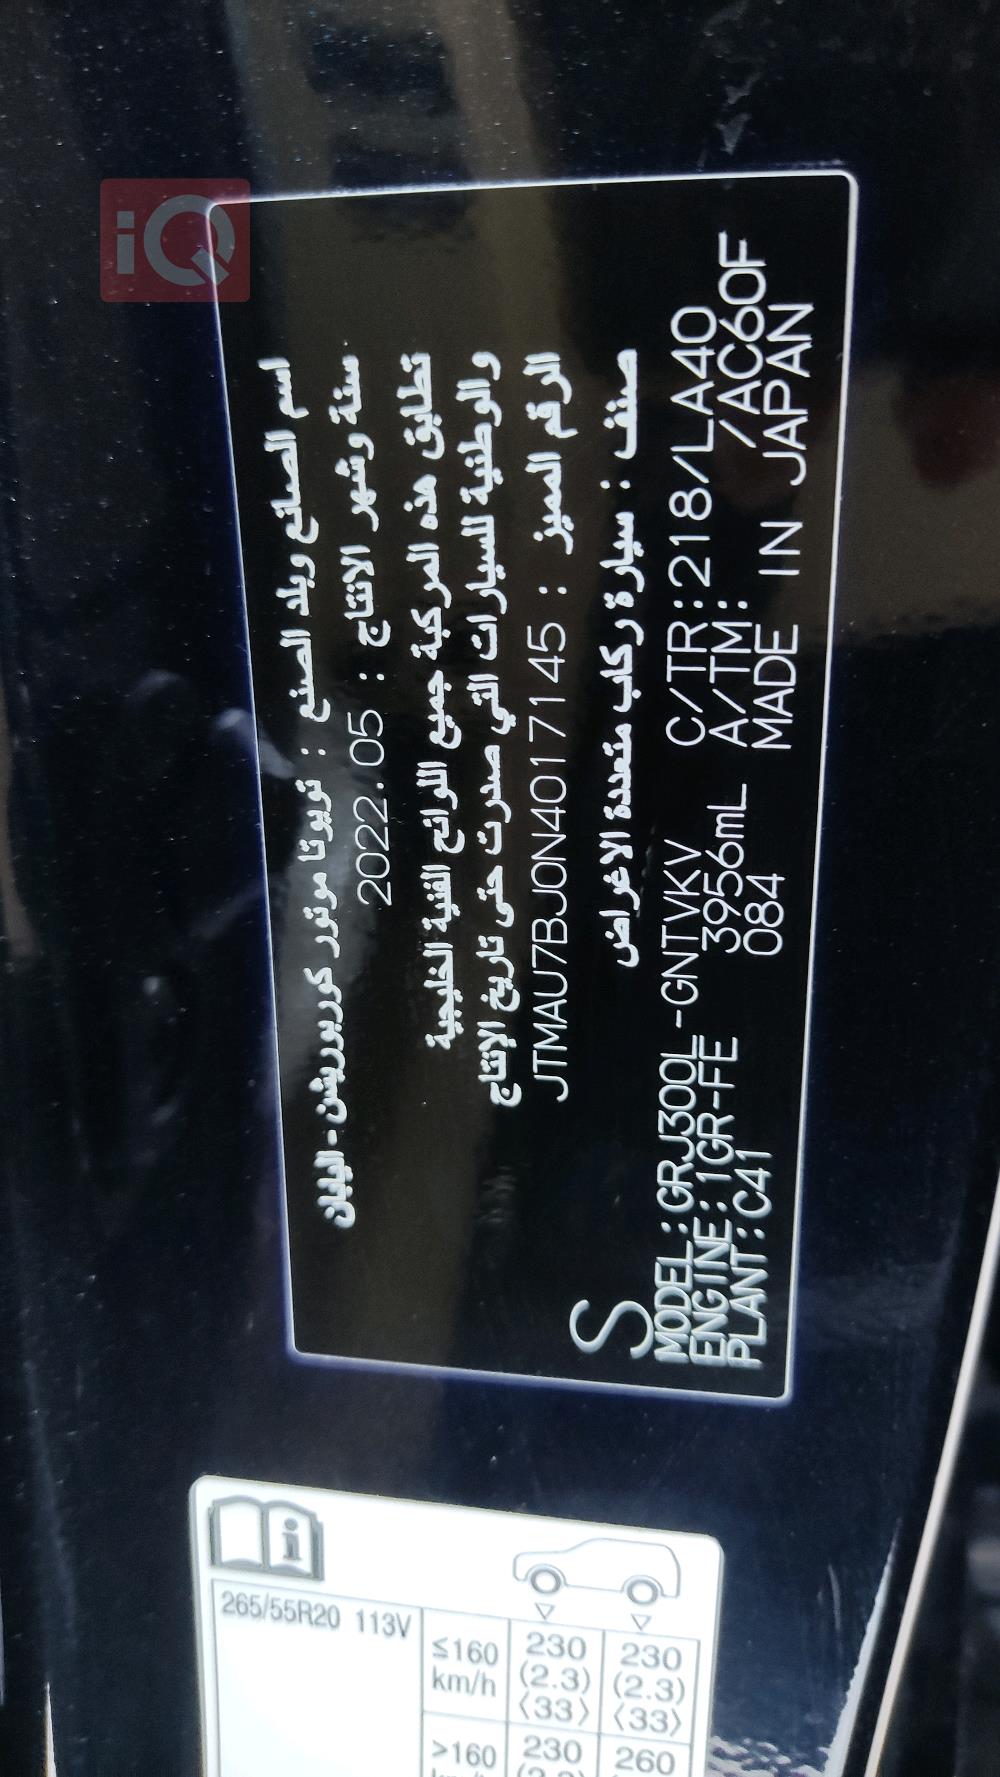 iQ
اسم الصانع وبلد الصنع : تويوتا موتور كوربوريشن - اليابان
سنة وشهر الانتاج : 2022.05
تطابق هذه المركبة جميع اللوائح الفنية الخليجية
والوطنية للسيارات التي صدرت حتى تاريخ الإنتاج
الرقم المميز : JTMAU7BJ0N4017145
صنف : سيارة ركاب متعددة الاغراض
S
MODEL:GRJ300L-GNTVKV C/TR:218/LA40
ENGINE:1GR-FE 3956mL A/TM: /AC60F
PLANT:C41 084 MADE IN JAPAN
i
265/55R20 113V
≤160 km/h 230 (2.3) ⟨33⟩ 230 (2.3) ⟨33⟩
>160 230 260